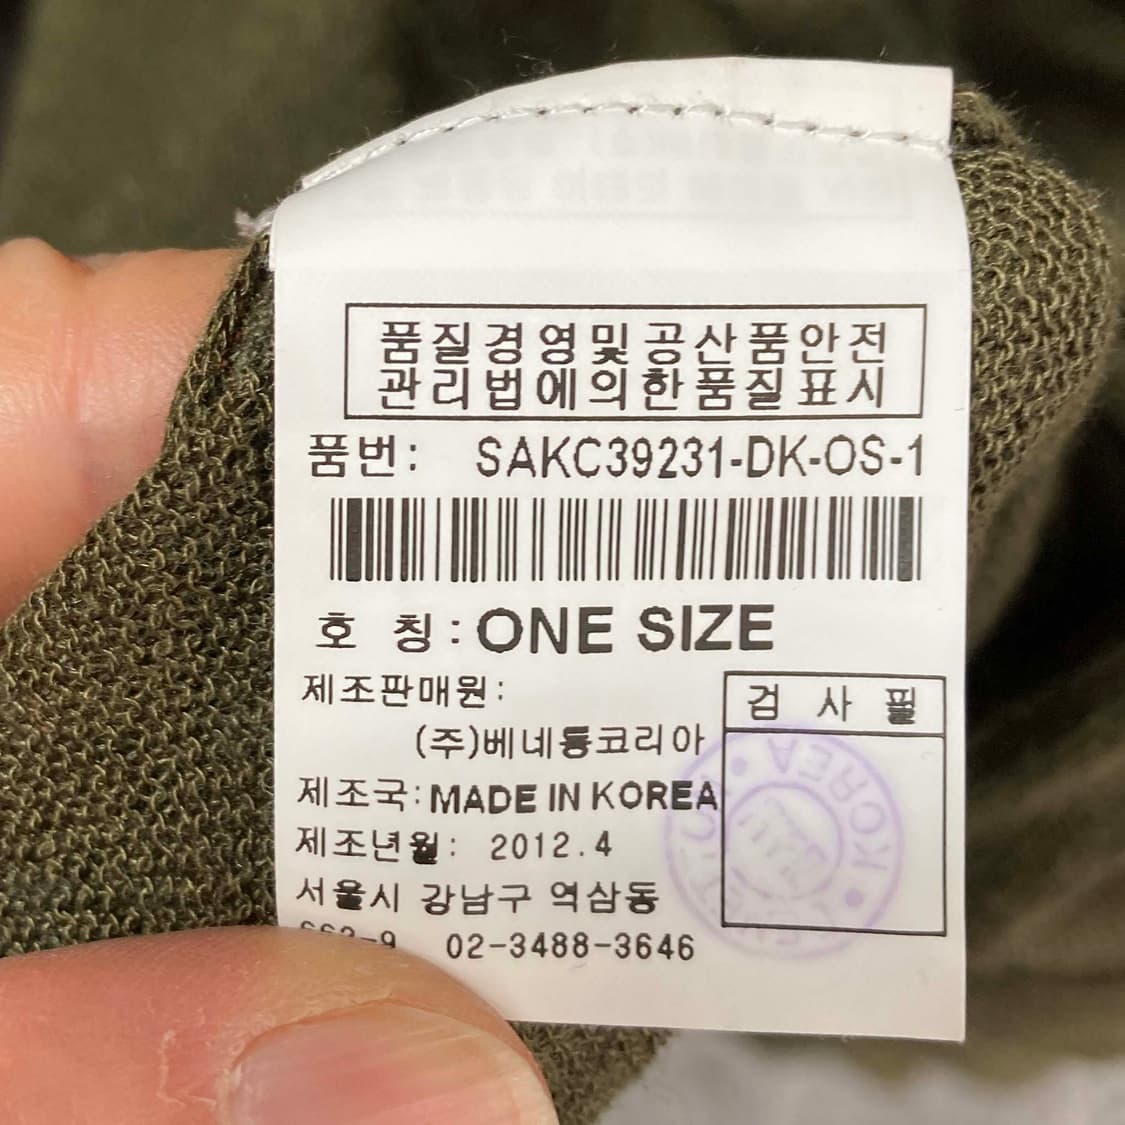 품질경영및공산품안전
관리법에의한품질표시
품번: SAKC39231-DK-OS-1
호 칭: ONE SIZE
제조판매원:
(주)베네통코리아
검 사 필
제조국: MADE IN KOREA
제조년월: 2012.4
서울시 강남구 역삼동
02-3488-3646
KOREA